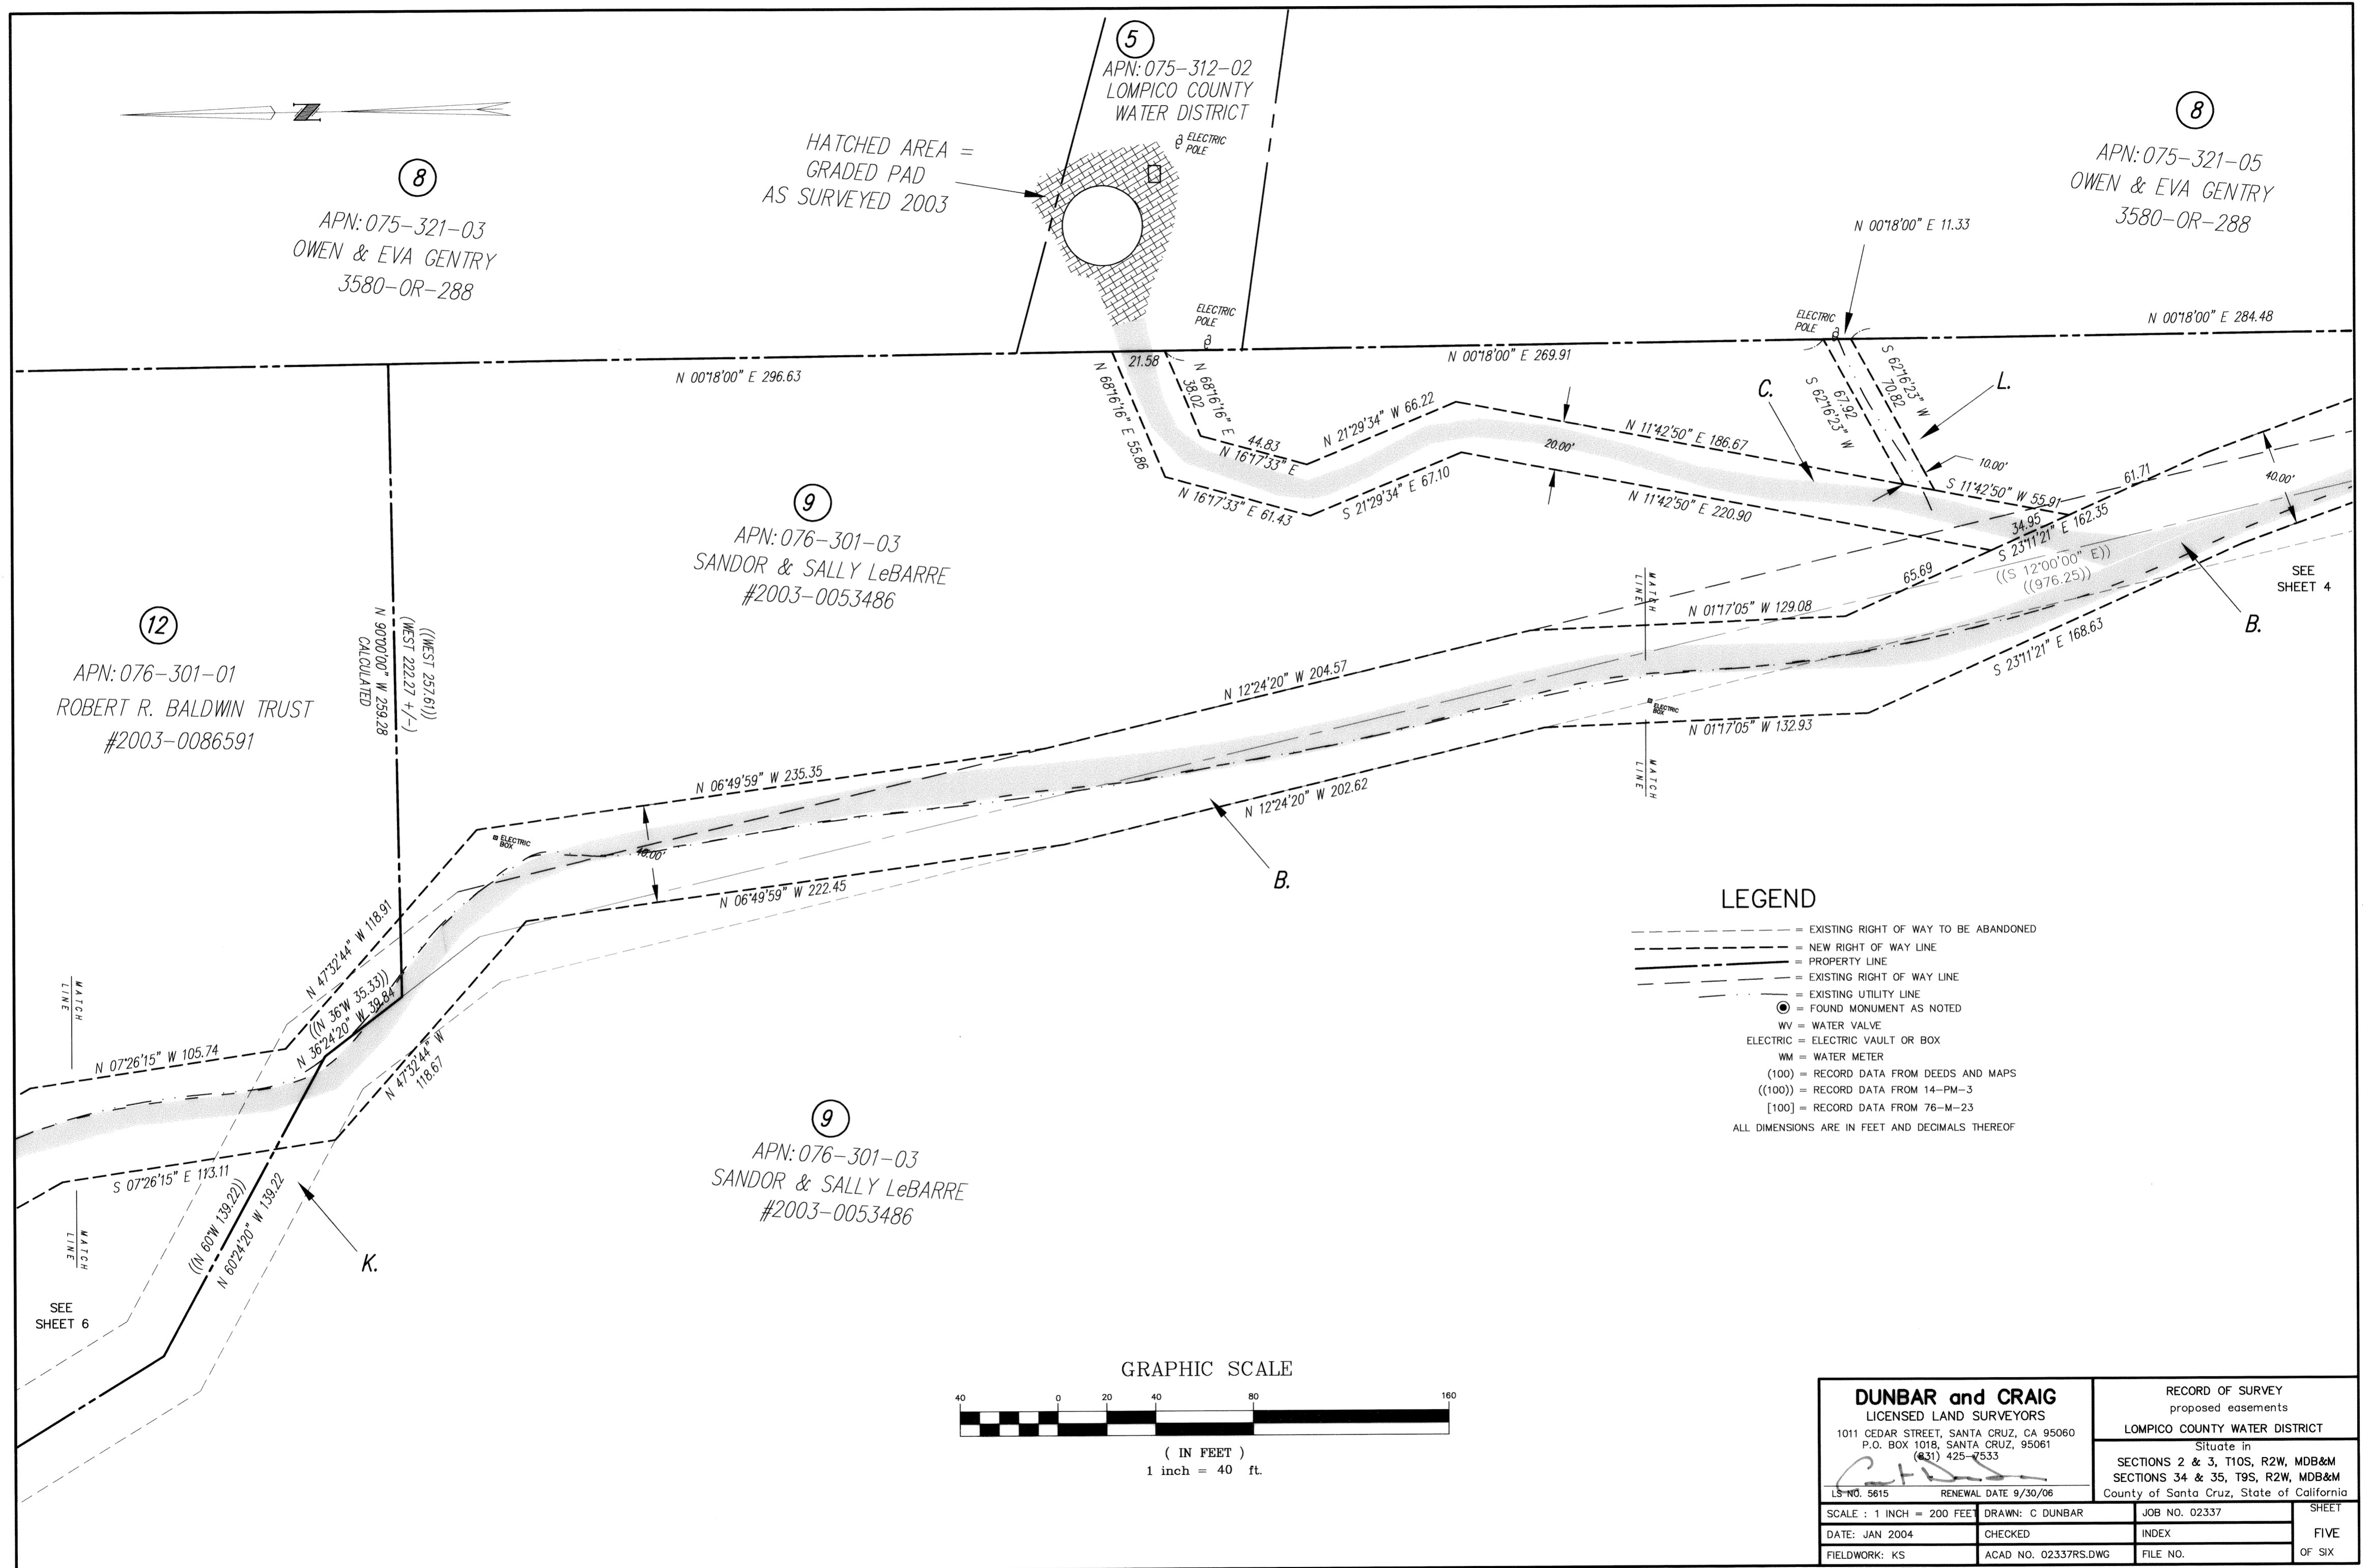 N
5
APN: 075-312-02
LOMPICO COUNTY
WATER DISTRICT
ELECTRIC
POLE
8
APN: 075-321-03
OWEN & EVA GENTRY
3580-OR-288
HATCHED AREA =
GRADED PAD
AS SURVEYED 2003
8
APN: 075-321-05
OWEN & EVA GENTRY
3580-OR-288
N 00°18'00" E 11.33
ELECTRIC
POLE
ELECTRIC
POLE
N 00°18'00" E 284.48
N 00°18'00" E 296.63
21.58
N 00°18'00" E 269.91
N 68°16'16" E 55.86
N 68°16'16" E
38.02
44.83
N 16°17'33" E
N 21°29'34" W 66.22
N 11°42'50" E 186.67
20.00'
N 16°17'33" E 61.43
S 21°29'34" E 67.10
N 11°42'50" E 220.90
C.
S 62°16'23" W
67.92
S 62°16'23" W
70.82
L.
10.00'
S 11°42'50" W 55.91
61.71
40.00'
34.95
S 23°11'21" E 162.35
((S 12°00'00" E))
((976.25))
65.69
SEE
SHEET 4
B.
9
APN: 076-301-03
SANDOR & SALLY LeBARRE
#2003-0053486
12
APN: 076-301-01
ROBERT R. BALDWIN TRUST
#2003-0086591
((WEST 257.61))
(WEST 222.27 +/-)
N 90°00'00" W 259.28
CALCULATED
MATCH
LINE
N 01°17'05" W 129.08
S 23°11'21" E 168.63
N 12°24'20" W 204.57
ELECTRIC
BOX
N 01°17'05" W 132.93
MATCH
LINE
N 06°49'59" W 235.35
N 12°24'20" W 202.62
ELECTRIC
BOX
40.00'
N 06°49'59" W 222.45
B.
N 47°32'44" W 118.91
((N 36°W 35.33))
N 36°24'20" W 39.84
MATCH
LINE
N 07°26'15" W 105.74
N 47°32'44" W
118.67
S 07°26'15" E 113.11
((N 60°W 139.22))
N 60°24'20" W 139.22
K.
MATCH
LINE
SEE
SHEET 6
9
APN: 076-301-03
SANDOR & SALLY LeBARRE
#2003-0053486
LEGEND
= EXISTING RIGHT OF WAY TO BE ABANDONED
= NEW RIGHT OF WAY LINE
= PROPERTY LINE
= EXISTING RIGHT OF WAY LINE
= EXISTING UTILITY LINE
= FOUND MONUMENT AS NOTED
WV = WATER VALVE
ELECTRIC = ELECTRIC VAULT OR BOX
WM = WATER METER
(100) = RECORD DATA FROM DEEDS AND MAPS
((100)) = RECORD DATA FROM 14-PM-3
[100] = RECORD DATA FROM 76-M-23
ALL DIMENSIONS ARE IN FEET AND DECIMALS THEREOF
GRAPHIC SCALE
40 0 20 40 80 160
( IN FEET )
1 inch = 40 ft.
DUNBAR and CRAIG
LICENSED LAND SURVEYORS
1011 CEDAR STREET, SANTA CRUZ, CA 95060
P.O. BOX 1018, SANTA CRUZ, 95061
(831) 425-7533
LS NO. 5615 RENEWAL DATE 9/30/06
RECORD OF SURVEY
proposed easements
LOMPICO COUNTY WATER DISTRICT
Situate in
SECTIONS 2 & 3, T10S, R2W, MDB&M
SECTIONS 34 & 35, T9S, R2W, MDB&M
County of Santa Cruz, State of California
SCALE : 1 INCH = 200 FEET DRAWN: C DUNBAR JOB NO. 02337 SHEET
DATE: JAN 2004 CHECKED INDEX FIVE
FIELDWORK: KS ACAD NO. 02337RS.DWG FILE NO. OF SIX